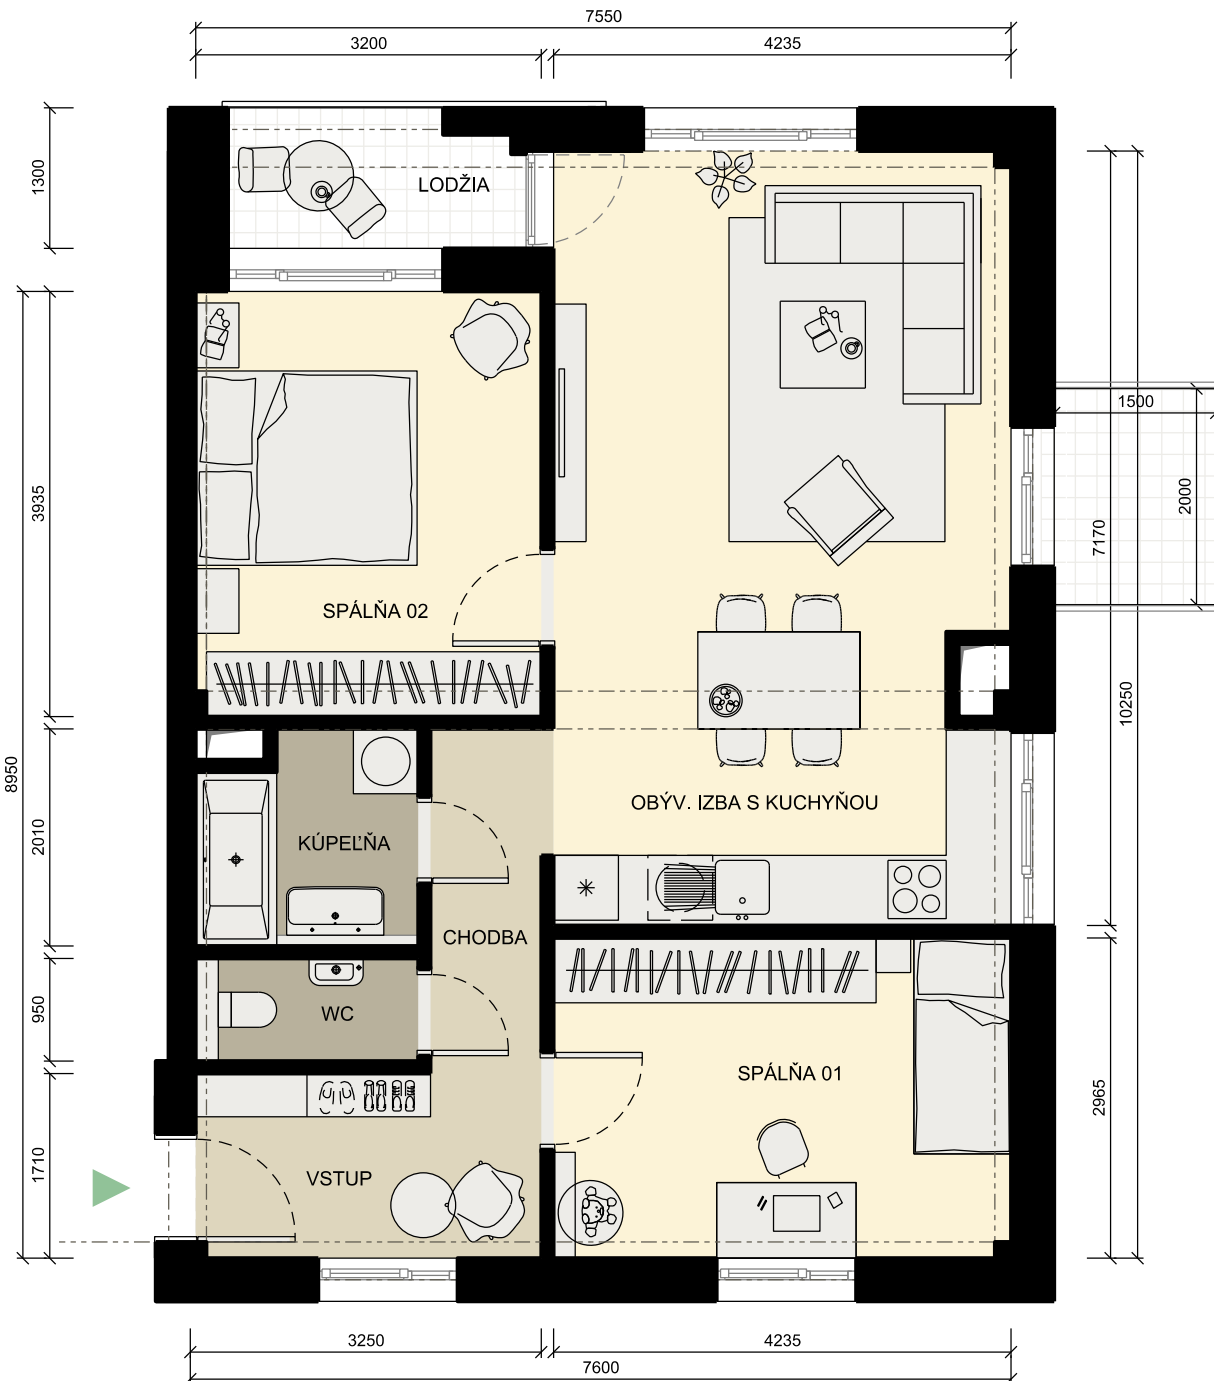 7550
3200
4235
1300
LODŽIA
1500
2000
3935
7170
SPÁLŇA 02
10250
8950
2010
OBÝV. IZBA S KUCHYŇOU
KÚPEĽŇA
CHODBA
950
WC
SPÁLŇA 01
2965
1710
VSTUP
3250
4235
7600